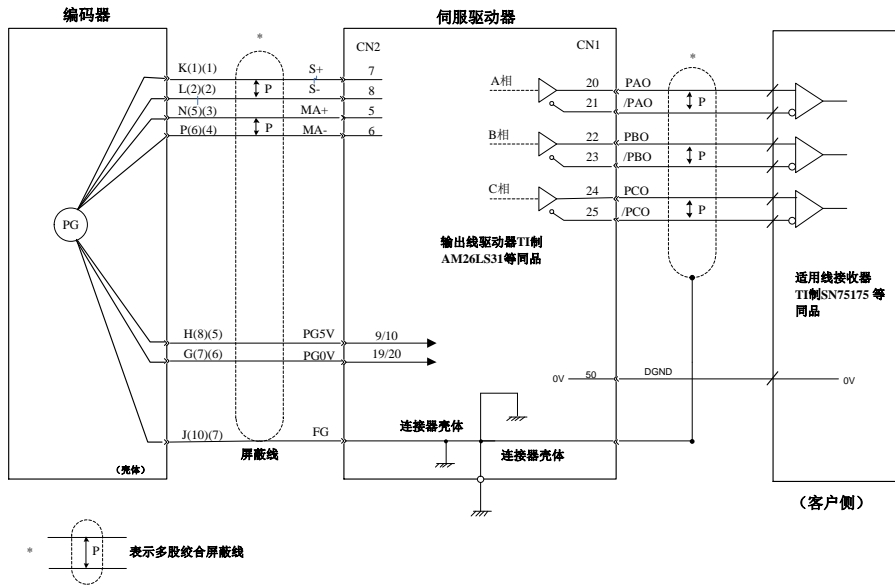 编码器
伺服驱动器
*
CN2
CN1
*
K(1)(1) S+ 7
L(2)(2) S- 8
P
N(5)(3) MA+ 5
P(6)(4) MA- 6
P
A相 20 PAO
21 /PAO
P
B相 22 PBO
23 /PBO
P
C相 24 PCO
25 /PCO
P
PG
输出线驱动器TI制
AM26LS31等同品
适用线接收器
TI制SN75175 等
同品
H(8)(5) PG5V 9/10
G(7)(6) PG0V 19/20
0V 50 DGND 0V
J(10)(7) FG
连接器壳体
连接器壳体
屏蔽线
(壳体)
(客户侧)
* P 表示多股绞合屏蔽线